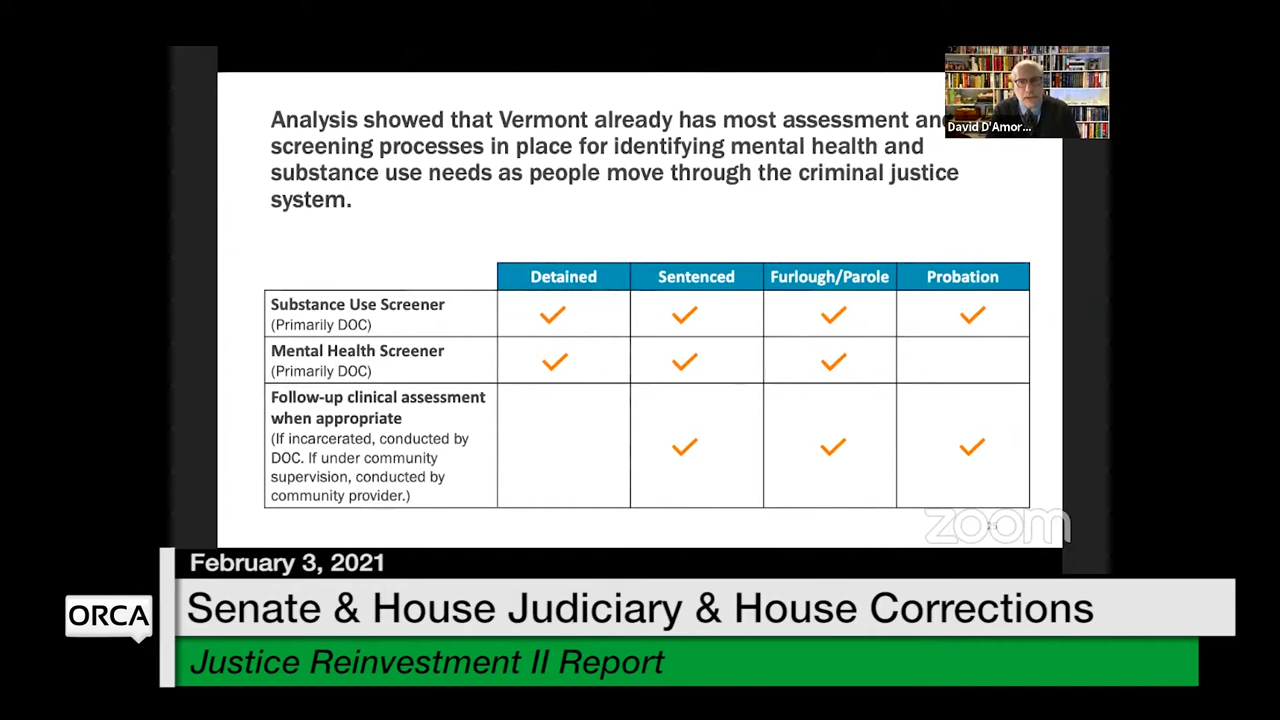 Analysis showed that Vermont already has most assessment and
screening processes in place for identifying mental health and
substance use needs as people move through the criminal justice
system.
David D'Amor...
Detained Sentenced Furlough/Parole Probation
Substance Use Screener
(Primarily DOC)
Mental Health Screener
(Primarily DOC)
Follow-up clinical assessment
when appropriate
(If incarcerated, conducted by
DOC. If under community
supervision, conducted by
community provider.)
zoom
February 3, 2021
ORCA
Senate & House Judiciary & House Corrections
Justice Reinvestment II Report